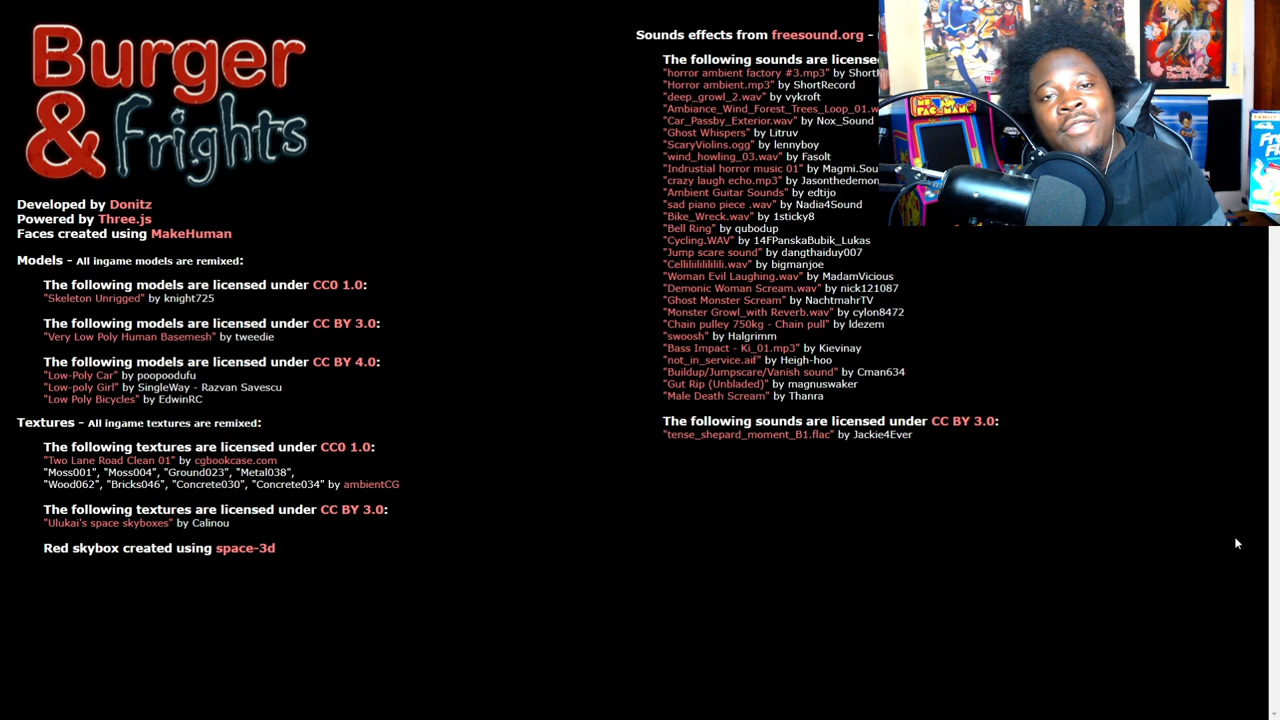 Burger
& Frights
Developed by Donitz
Powered by Three.js
Faces created using MakeHuman
Models - All ingame models are remixed:
The following models are licensed under CC0 1.0:
"Skeleton Unrigged" by knight725
The following models are licensed under CC BY 3.0:
"Very Low Poly Human Basemesh" by tweedie
The following models are licensed under CC BY 4.0:
"Low-Poly Car" by poopoodufu
"Low-poly Girl" by SingleWay - Razvan Savescu
"Low Poly Bicycles" by EdwinRC
Textures - All ingame textures are remixed:
The following textures are licensed under CC0 1.0:
"Two Lane Road Clean 01" by cgbookcase.com
"Moss001", "Moss004", "Ground023", "Metal038",
"Wood062", "Bricks046", "Concrete030", "Concrete034" by ambientCG
The following textures are licensed under CC BY 3.0:
"Ulukai's space skyboxes" by Calinou
Red skybox created using space-3d
Sounds effects from freesound.org -
The following sounds are licensed
"horror ambient factory #3.mp3" by
"Horror ambient.mp3" by ShortRecord
"deep_growl_2.wav" by vykroft
"Ambiance_Wind_Forest_Trees_Loop_01.w
"Car_Passby_Exterior.wav" by Nox_Sound
"Ghost Whispers" by Litruv
"ScaryViolins.ogg" by lennyboy
"wind_howling_03.wav" by Fasolt
"Indrustial horror music 01" by Magmi.Sou
"crazy laugh echo.mp3" by Jasonthedemon
"Ambient Guitar Sounds" by edtijo
"sad piano piece .wav" by Nadia4Sound
"Bike_Wreck.wav" by 1sticky8
"Bell Ring" by qubodup
"Cycling.WAV" by 14FPanskaBubik_Lukas
"Jump scare sound" by dangthaiduy007
"Celliiliililili.wav" by bigmanjoe
"Woman Evil Laughing.wav" by MadamVicious
"Demonic Woman Scream.wav" by nick121087
"Ghost Monster Scream" by NachtmahrTV
"Monster Growl_with Reverb.wav" by cylon8472
"Chain pulley 750kg - Chain pull" by ldezem
"swoosh" by Halgrimm
"Bass Impact - Ki_01.mp3" by Kievinay
"not_in_service.aif" by Heigh-hoo
"Buildup/Jumpscare/Vanish sound" by Cman634
"Gut Rip (Unbladed)" by magnuswaker
"Male Death Scream" by Thanra
The following sounds are licensed under CC BY 3.0:
"tense_shepard_moment_B1.flac" by Jackie4Ever